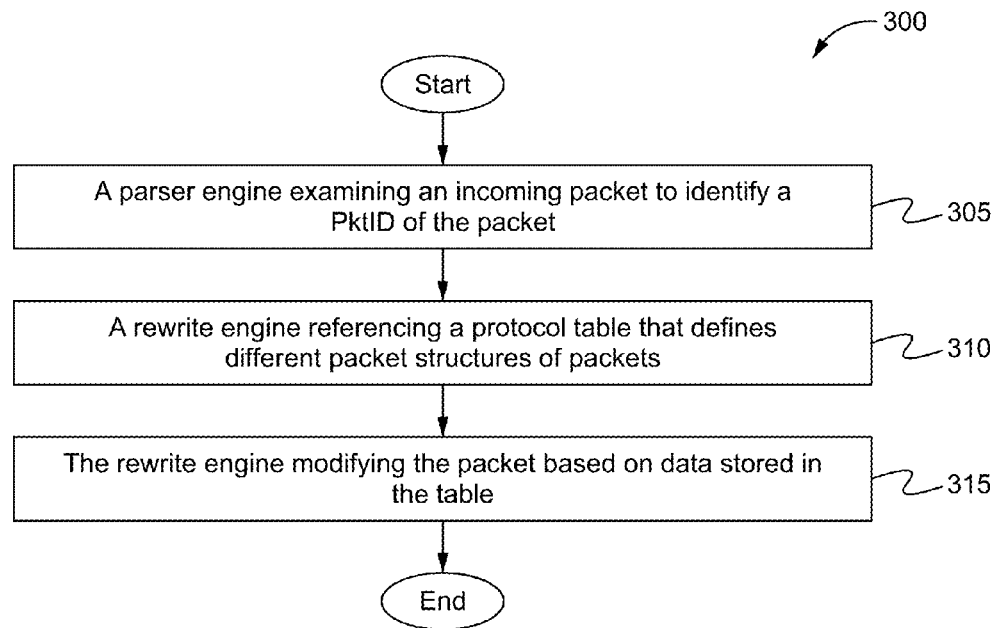 300
Start
A parser engine examining an incoming packet to identify a
PktID of the packet
305
A rewrite engine referencing a protocol table that defines
different packet structures of packets
310
The rewrite engine modifying the packet based on data stored in
the table
315
End